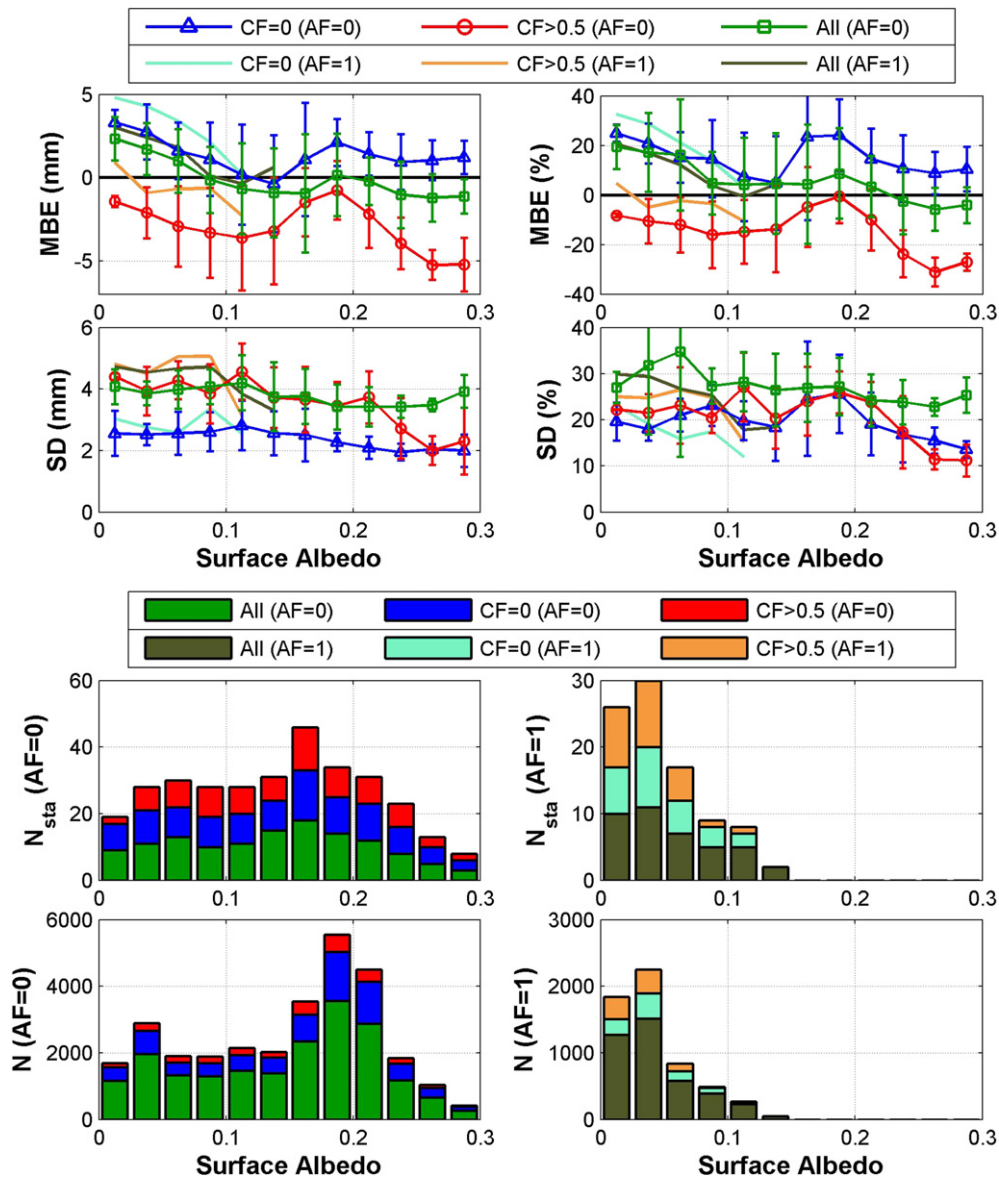 CF=0 (AF=0) CF>0.5 (AF=0) All (AF=0)
CF=0 (AF=1) CF>0.5 (AF=1) All (AF=1)
MBE (mm)
5
0
-5
0 0.1 0.2 0.3
MBE (%)
40
20
0
-20
-40
0 0.1 0.2 0.3
SD (mm)
6
4
2
0
0 0.1 0.2 0.3
Surface Albedo
SD (%)
40
30
20
10
0
0 0.1 0.2 0.3
Surface Albedo
All (AF=0) CF=0 (AF=0) CF>0.5 (AF=0)
All (AF=1) CF=0 (AF=1) CF>0.5 (AF=1)
Nsta (AF=0)
60
40
20
0
0 0.1 0.2 0.3
Nsta (AF=1)
30
20
10
0
0 0.1 0.2 0.3
N (AF=0)
6000
4000
2000
0
0 0.1 0.2 0.3
Surface Albedo
N (AF=1)
3000
2000
1000
0
0 0.1 0.2 0.3
Surface Albedo